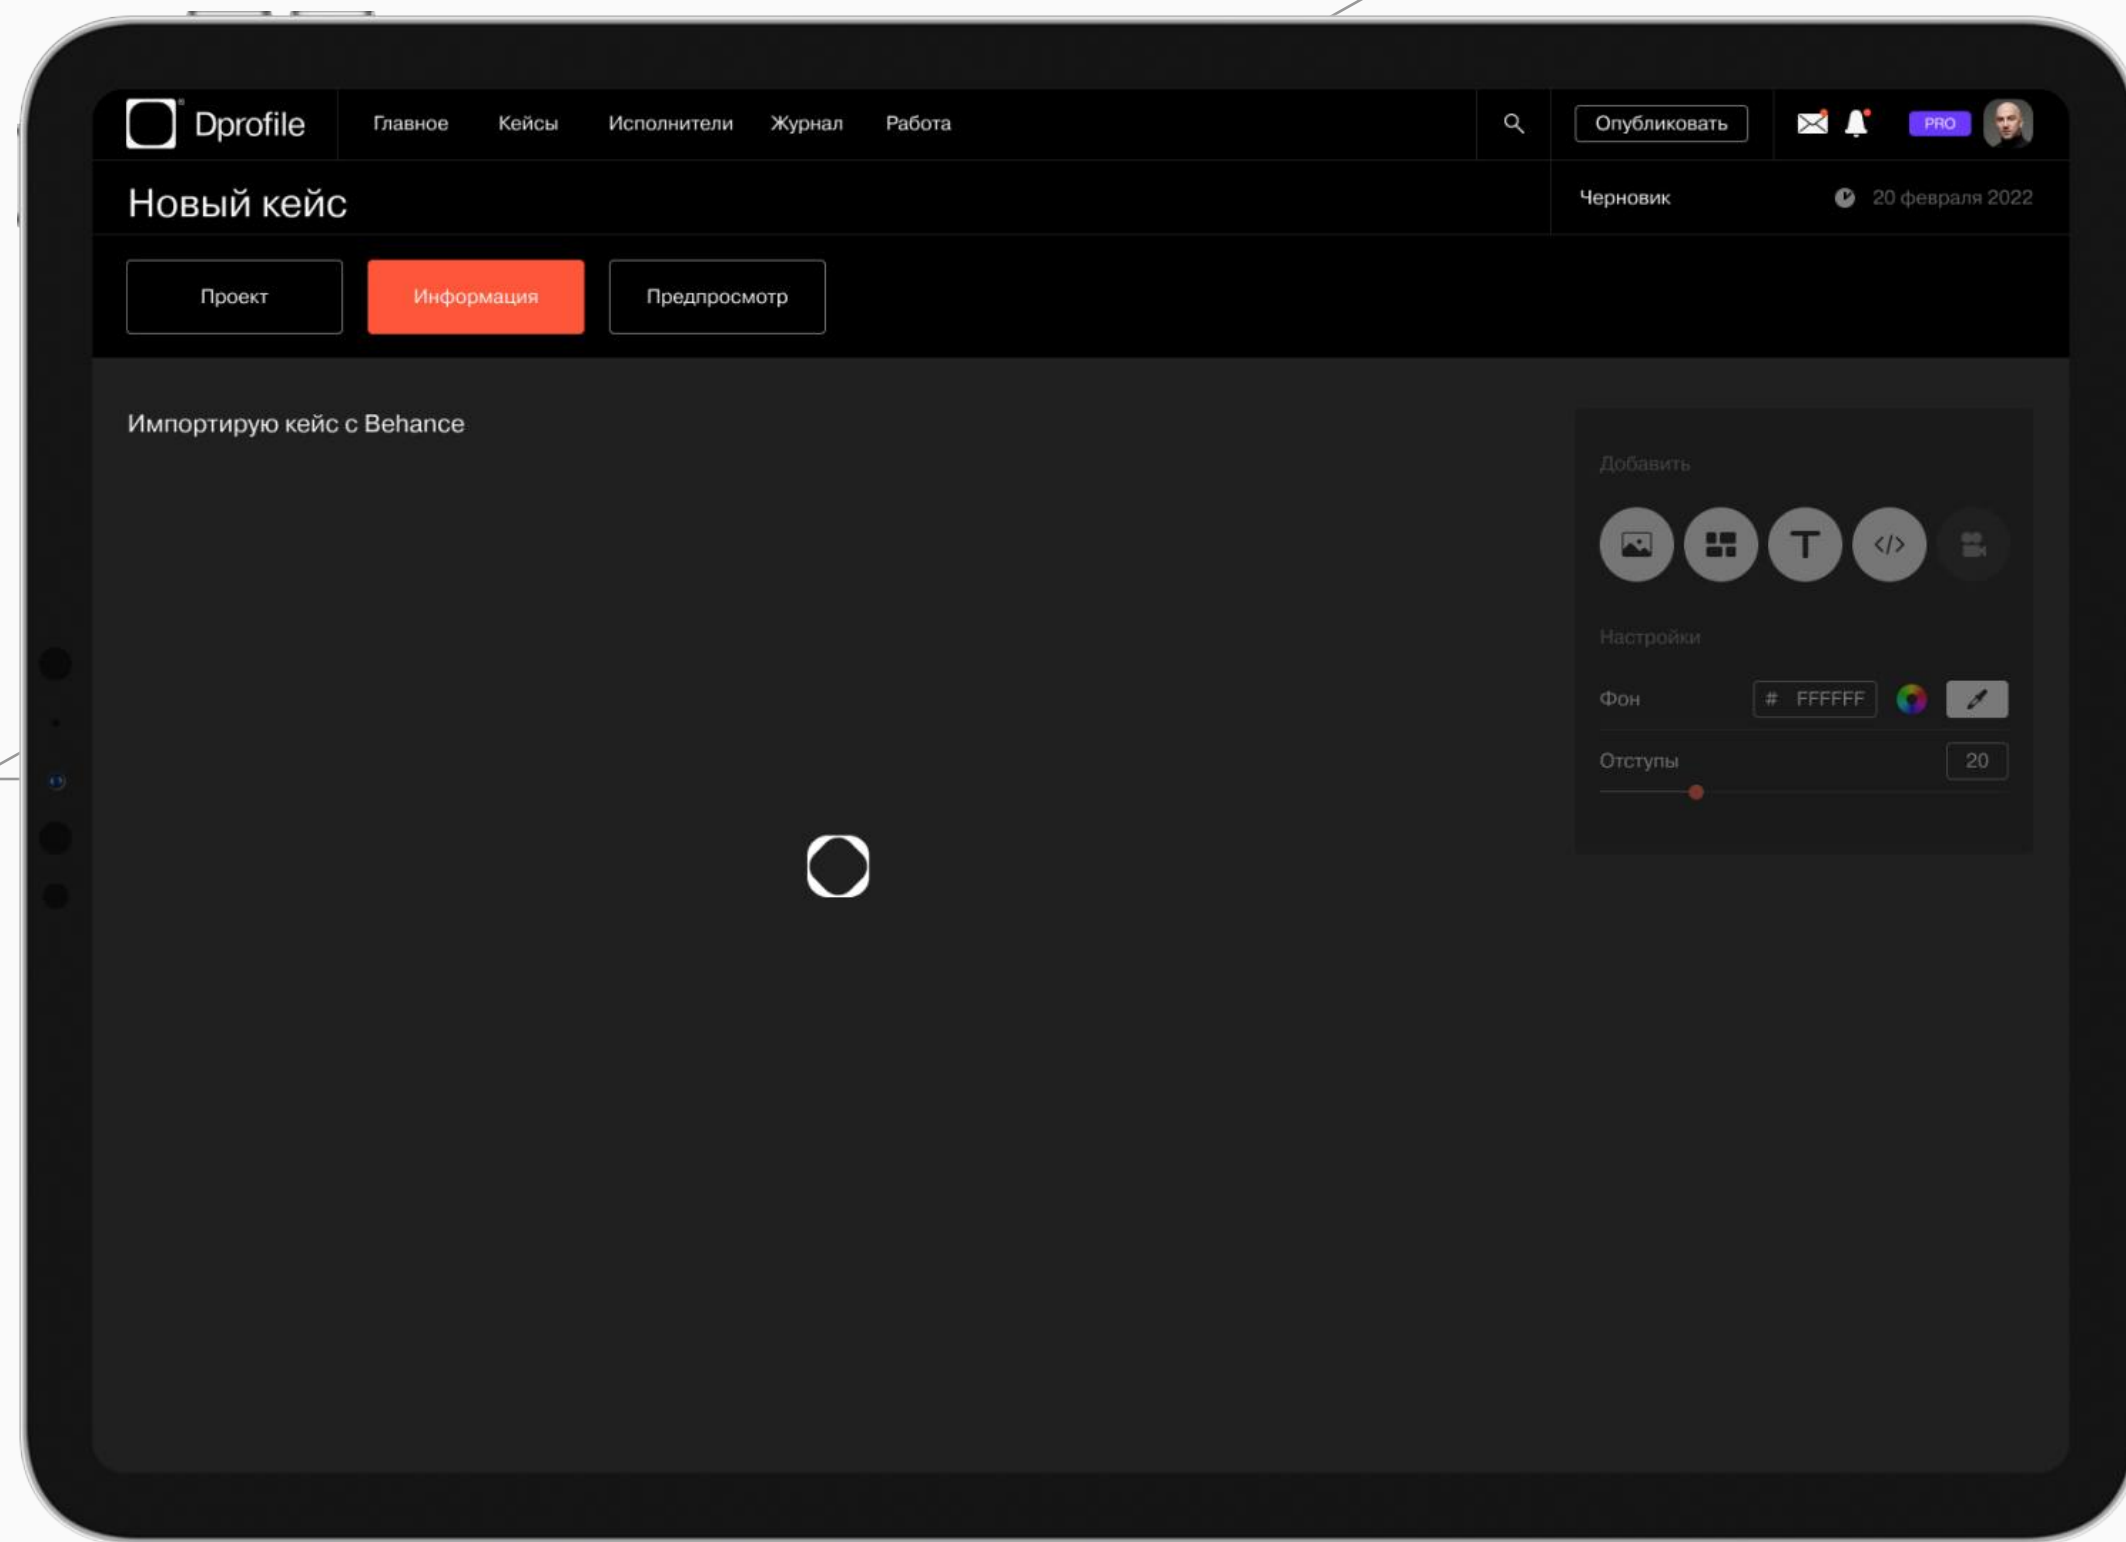 Dprofile Главное Кейсы Исполнители Журнал Работа Опубликовать PRO
Новый кейс
Черновик 20 февраля 2022
Проект Информация Предпросмотр
Импортирую кейс с Behance
Добавить
T </>
Настройки
Фон # FFFFFF
Отступы 20